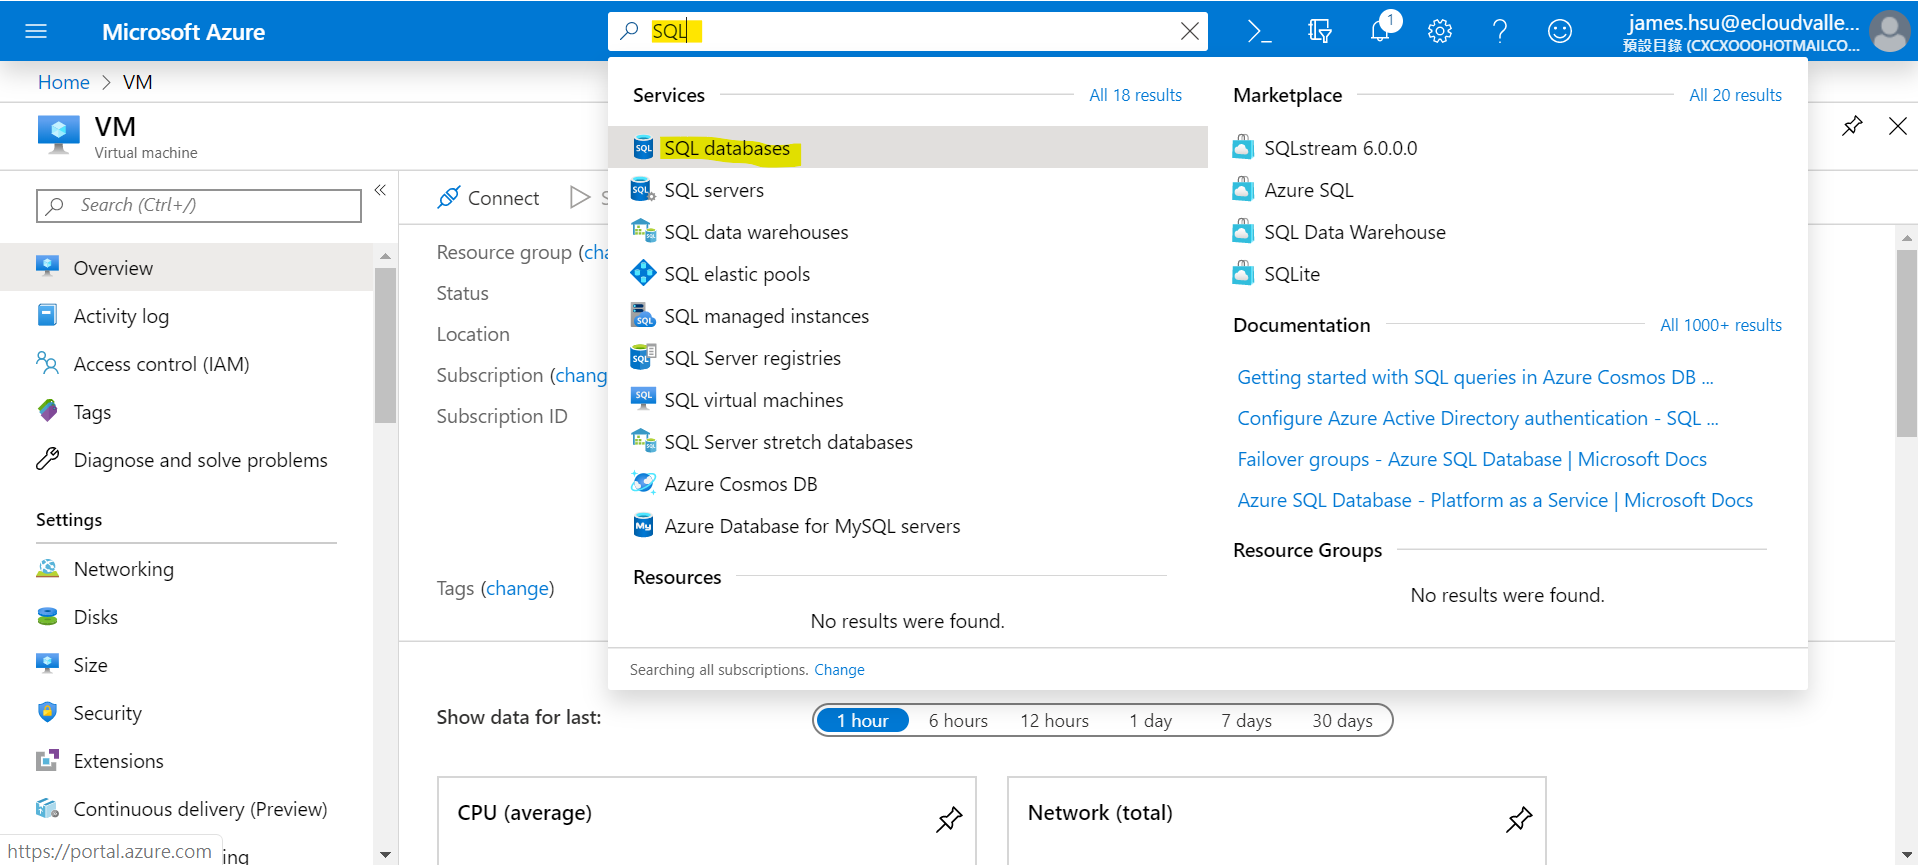 Microsoft Azure
SQL
1
james.hsu@ecloudvalle...
預設目錄 (CXCXOOOHOTMAILCO...
Home > VM
VM
Virtual machine
Search (Ctrl+/)
«
Overview
Activity log
Access control (IAM)
Tags
Diagnose and solve problems
Settings
Networking
Disks
Size
Security
Extensions
Continuous delivery (Preview)
ing
https://portal.azure.com
Connect
S
Resource group (cha
Status
Location
Subscription (chang
Subscription ID
Tags (change)
Services
All 18 results
SQL databases
SQL servers
SQL data warehouses
SQL elastic pools
SQL managed instances
SQL Server registries
SQL virtual machines
SQL Server stretch databases
Azure Cosmos DB
Azure Database for MySQL servers
Resources
No results were found.
Marketplace
All 20 results
SQLstream 6.0.0.0
Azure SQL
SQL Data Warehouse
SQLite
Documentation
All 1000+ results
Getting started with SQL queries in Azure Cosmos DB ...
Configure Azure Active Directory authentication - SQL ...
Failover groups - Azure SQL Database | Microsoft Docs
Azure SQL Database - Platform as a Service | Microsoft Docs
Resource Groups
No results were found.
Searching all subscriptions. Change
Show data for last:
1 hour
6 hours
12 hours
1 day
7 days
30 days
CPU (average)
Network (total)